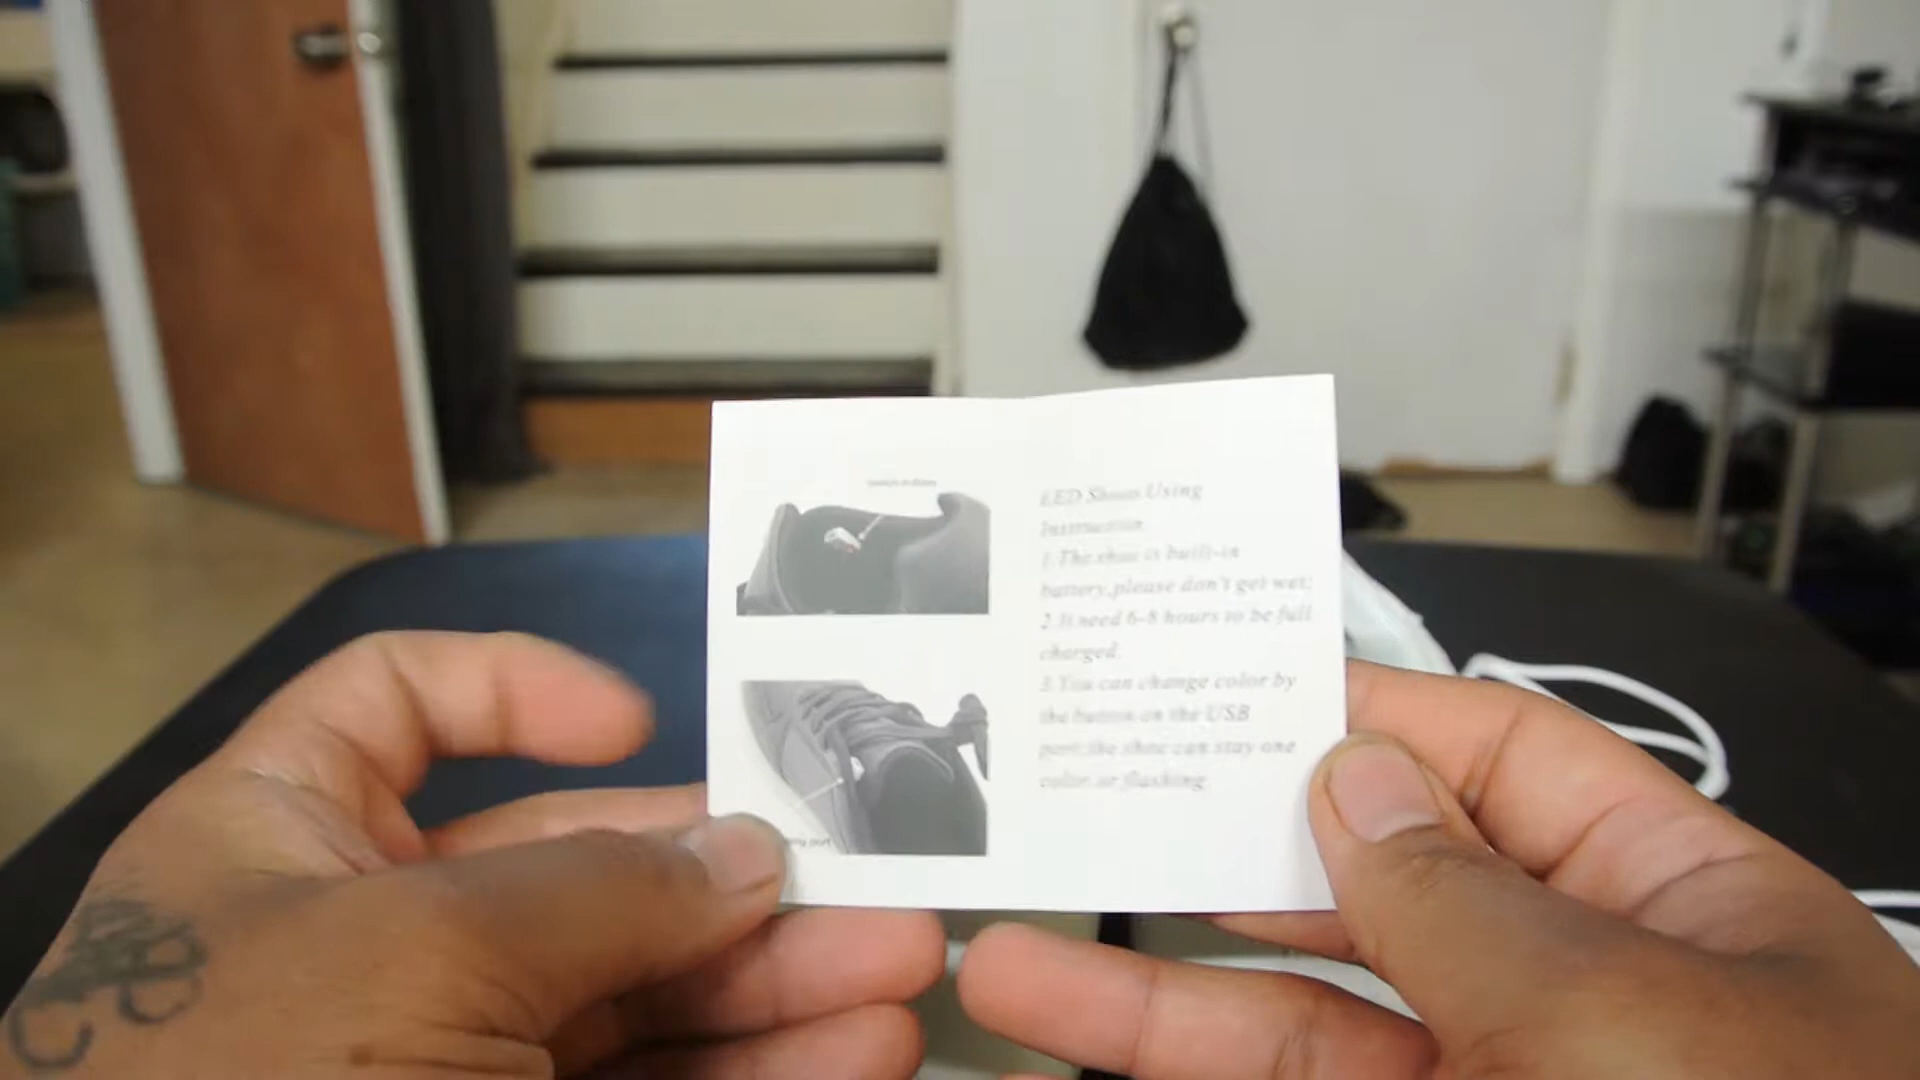 LED Shoes Using
Instruction
1.The shoe is built-in
battery,please don't get wet;
2.It need 6-8 hours to be full
charged.
3.You can change color by
the button on the USB
port;the shoe can stay one
color or flashing.
port